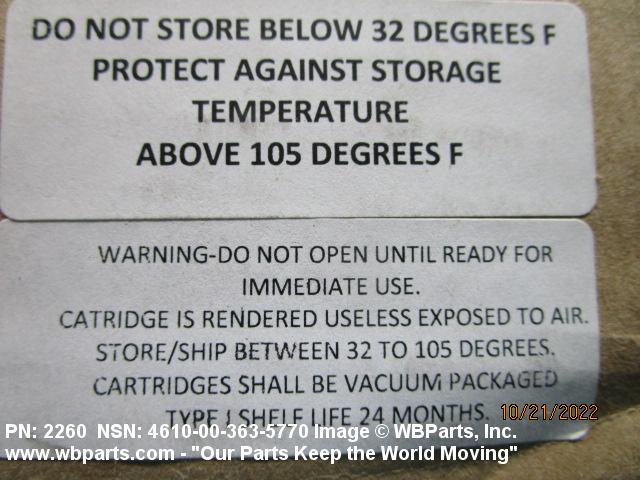 DO NOT STORE BELOW 32 DEGREES F
PROTECT AGAINST STORAGE
TEMPERATURE
ABOVE 105 DEGREES F
WARNING-DO NOT OPEN UNTIL READY FOR
IMMEDIATE USE.
CATRIDGE IS RENDERED USELESS EXPOSED TO AIR.
STORE/SHIP BETWEEN 32 TO 105 DEGREES.
CARTRIDGES SHALL BE VACUUM PACKAGED
TYPE I SHELF LIFE 24 MONTHS. 10/21/2022
PN: 2260 NSN: 4610-00-363-5770 Image © WBParts, Inc.
www.wbparts.com - "Our Parts Keep the World Moving"